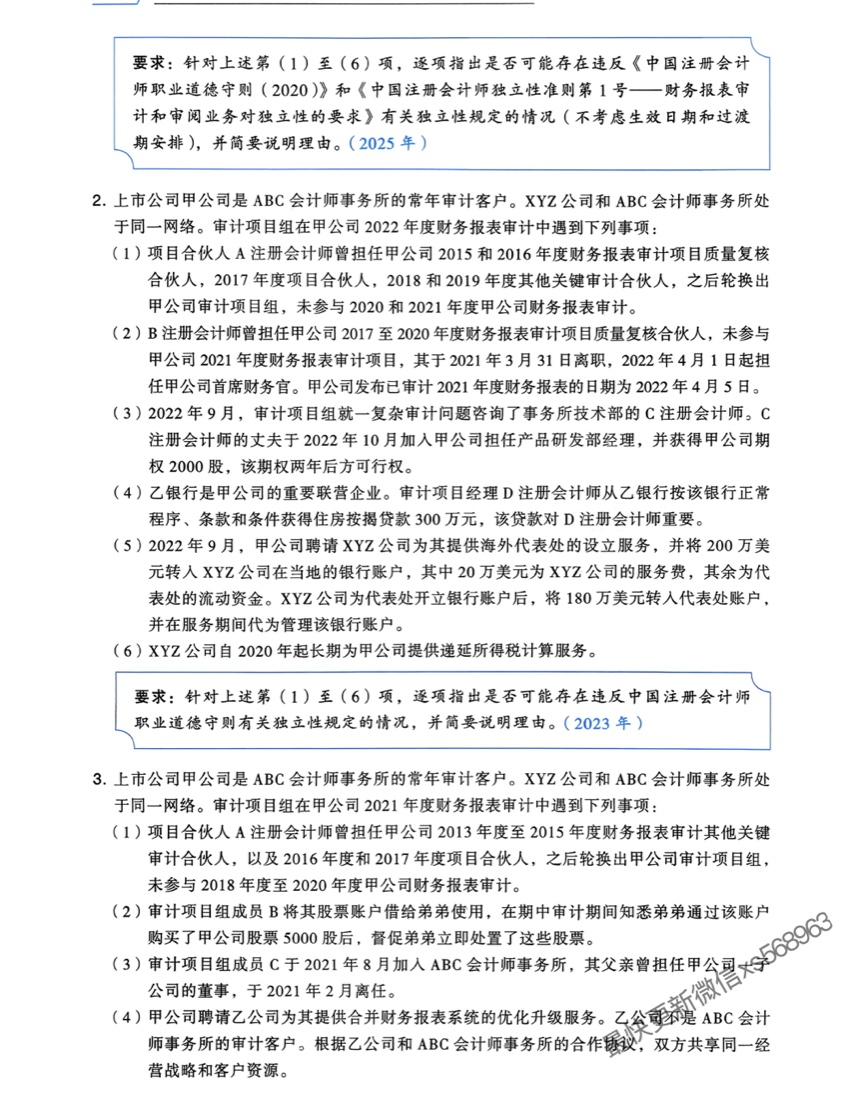 要求：针对上述第（1）至（6）项，逐项指出是否可能存在违反《中国注册会计
师职业道德守则（2020）》和《中国注册会计师独立性准则第1号——财务报表审
计和审阅业务对独立性的要求》有关独立性规定的情况（不考虑生效日期和过渡
期安排），并简要说明理由。（2025年）
2. 上市公司甲公司是ABC会计师事务所的常年审计客户。XYZ公司和ABC会计师事务所处
于同一网络。审计项目组在甲公司2022年度财务报表审计中遇到下列事项：
（1）项目合伙人A注册会计师曾担任甲公司2015和2016年度财务报表审计项目质量复核
合伙人，2017年度项目合伙人，2018和2019年度其他关键审计合伙人，之后轮换出
甲公司审计项目组，未参与2020和2021年度甲公司财务报表审计。
（2）B注册会计师曾担任甲公司2017至2020年度财务报表审计项目质量复核合伙人，未参与
甲公司2021年度财务报表审计项目，其于2021年3月31日离职，2022年4月1日起担
任甲公司首席财务官。甲公司发布已审计2021年度财务报表的日期为2022年4月5日。
（3）2022年9月，审计项目组就一复杂审计问题咨询了事务所技术部的C注册会计师。C
注册会计师的丈夫于2022年10月加入甲公司担任产品研发部经理，并获得甲公司期
权2000股，该期权两年后方可行权。
（4）乙银行是甲公司的重要联营企业。审计项目经理D注册会计师从乙银行按该银行正常
程序、条款和条件获得住房按揭贷款300万元，该贷款对D注册会计师重要。
（5）2022年9月，甲公司聘请XYZ公司为其提供海外代表处的设立服务，并将200万美
元转入XYZ公司在当地的银行账户，其中20万美元为XYZ公司的服务费，其余为代
表处的流动资金。XYZ公司为代表处开立银行账户后，将180万美元转入代表处账户，
并在服务期间代为管理该银行账户。
（6）XYZ公司自2020年起长期为甲公司提供递延所得税计算服务。
要求：针对上述第（1）至（6）项，逐项指出是否可能存在违反中国注册会计师
职业道德守则有关独立性规定的情况，并简要说明理由。（2023年）
3. 上市公司甲公司是ABC会计师事务所的常年审计客户。XYZ公司和ABC会计师事务所处
于同一网络。审计项目组在甲公司2021年度财务报表审计中遇到下列事项：
（1）项目合伙人A注册会计师曾担任甲公司2013年度至2015年度财务报表审计其他关键
审计合伙人，以及2016年度和2017年度项目合伙人，之后轮换出甲公司审计项目组，
未参与2018年度至2020年度甲公司财务报表审计。
（2）审计项目组成员B将其股票账户借给弟弟使用，在期中审计期间知悉弟弟通过该账户
购买了甲公司股票5000股后，督促弟弟立即处置了这些股票。
（3）审计项目组成员C于2021年8月加入ABC会计师事务所，其父亲曾担任甲公司一子
公司的董事，于2021年2月离任。
（4）甲公司聘请乙公司为其提供合并财务报表系统的优化升级服务。乙公司不是ABC会计
师事务所的审计客户。根据乙公司和ABC会计师事务所的合作协议，双方共享同一经
营战略和客户资源。
最快更新微信xs568963